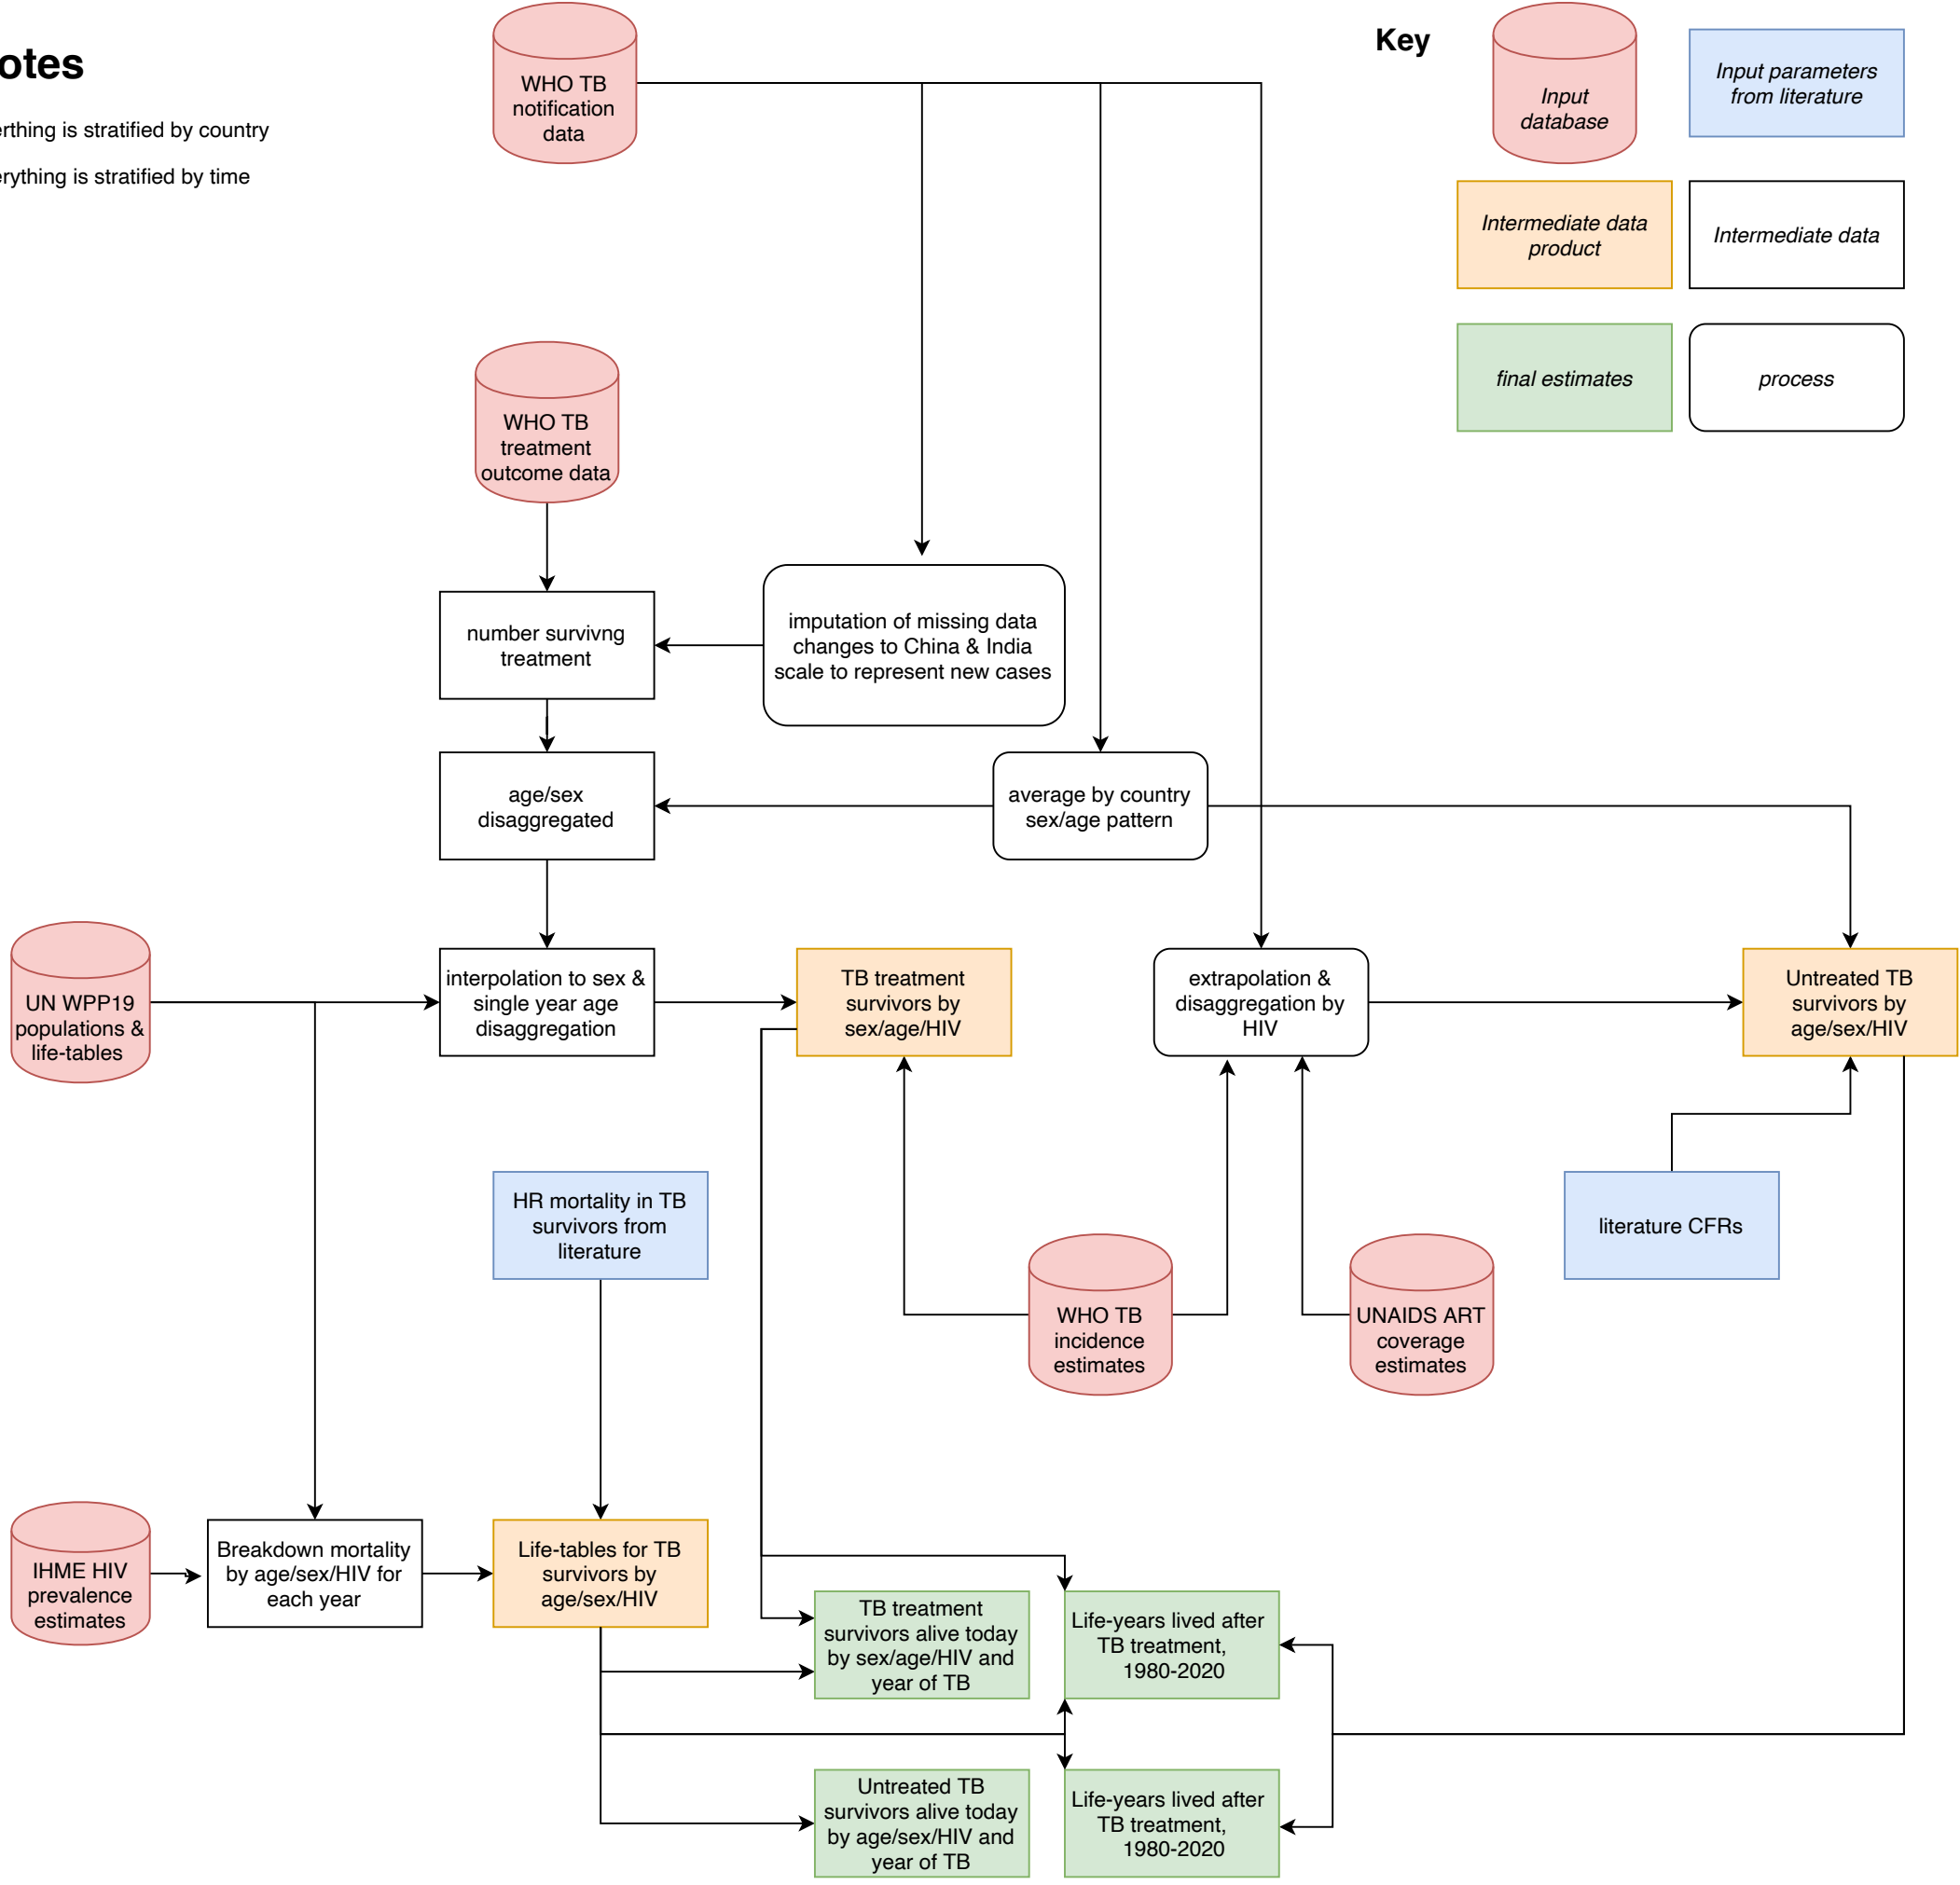 otes
erthing is stratified by country
erything is stratified by time
WHO TB
notification
data
Key
Input
database
Input parameters
from literature
Intermediate data
product
Intermediate data
final estimates
process
WHO TB
treatment
outcome data
number survivng
treatment
imputation of missing data
changes to China & India
scale to represent new cases
age/sex
disaggregated
average by country
sex/age pattern
UN WPP19
populations &
life-tables
interpolation to sex &
single year age
disaggregation
TB treatment
survivors by
sex/age/HIV
extrapolation &
disaggregation by
HIV
Untreated TB
survivors by
age/sex/HIV
HR mortality in TB
survivors from
literature
literature CFRs
WHO TB
incidence
estimates
UNAIDS ART
coverage
estimates
IHME HIV
prevalence
estimates
Breakdown mortality
by age/sex/HIV for
each year
Life-tables for TB
survivors by
age/sex/HIV
TB treatment
survivors alive today
by sex/age/HIV and
year of TB
Life-years lived after
TB treatment,
1980-2020
Untreated TB
survivors alive today
by age/sex/HIV and
year of TB
Life-years lived after
TB treatment,
1980-2020